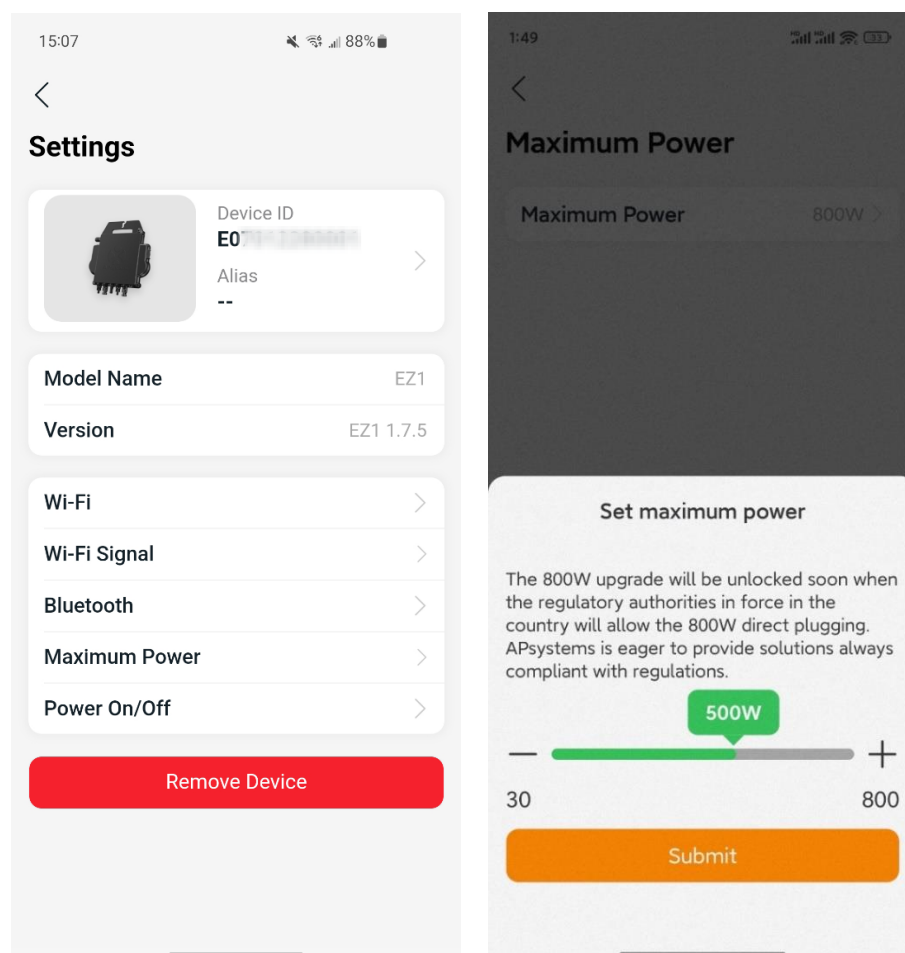 15:07
88%
Settings
Device ID
E07
Alias
--
Model Name
EZ1
Version
EZ1 1.7.5
Wi-Fi
Wi-Fi Signal
Bluetooth
Maximum Power
Power On/Off
Remove Device
1:49
33
Maximum Power
Maximum Power
800W
Set maximum power
The 800W upgrade will be unlocked soon when
the regulatory authorities in force in the
country will allow the 800W direct plugging.
APsystems is eager to provide solutions always
compliant with regulations.
500W
30
800
Submit